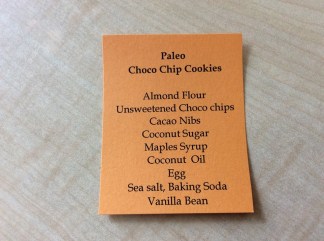 Paleo
Choco Chip Cookies
Almond Flour
Unsweetened Choco chips
Cacao Nibs
Coconut Sugar
Maples Syrup
Coconut Oil
Egg
Sea salt, Baking Soda
Vanilla Bean